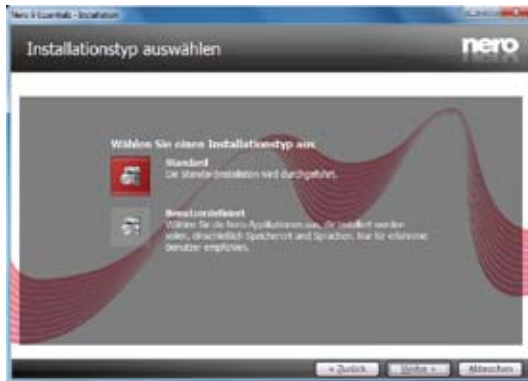 Nero 9 Essentials - Installation
Installationstyp auswählen
nero
Wählen Sie einen Installationstyp aus
Standard
Die Standardinstallation wird durchgeführt.
Benutzerdefiniert
Wählen Sie die Nero Applikationen aus, die installiert werden
sollen, einschließlich Speicherort und Sprachen. Nur für erfahrene
Benutzer empfohlen.
< Zurück
Weiter >
Abbrechen